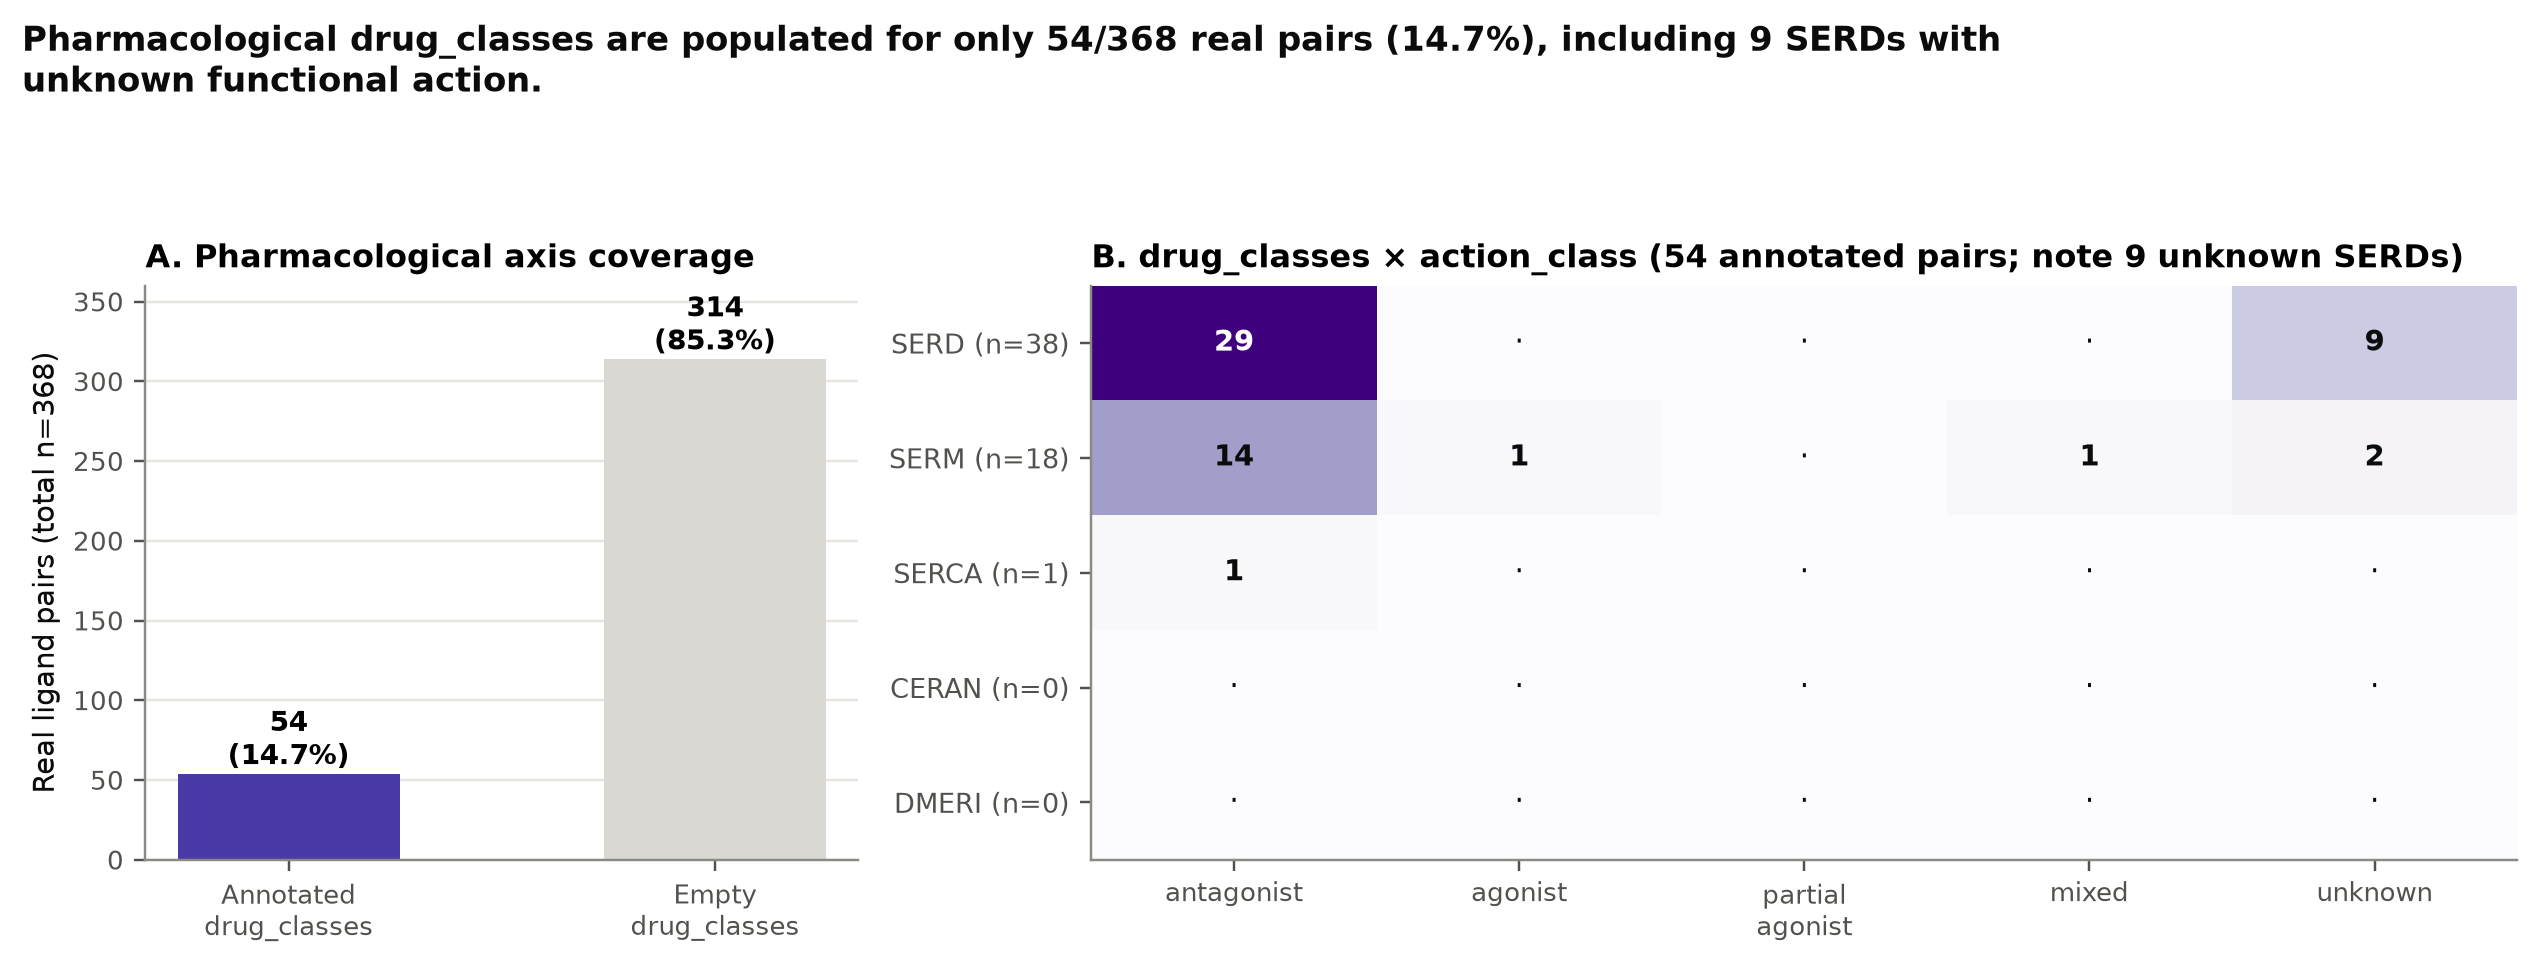 Pharmacological drug_classes are populated for only 54/368 real pairs (14.7%), including 9 SERDs with
unknown functional action.
A. Pharmacological axis coverage
Real ligand pairs (total n=368)
350
300
250
200
150
100
50
0
54
(14.7%)
314
(85.3%)
Annotated
drug_classes
Empty
drug_classes
B. drug_classes × action_class (54 annotated pairs; note 9 unknown SERDs)
SERD (n=38) 29 · · · 9
SERM (n=18) 14 1 · 1 2
SERCA (n=1) 1 · · · ·
CERAN (n=0) · · · · ·
DMERI (n=0) · · · · ·
antagonist
agonist
partial
agonist
mixed
unknown